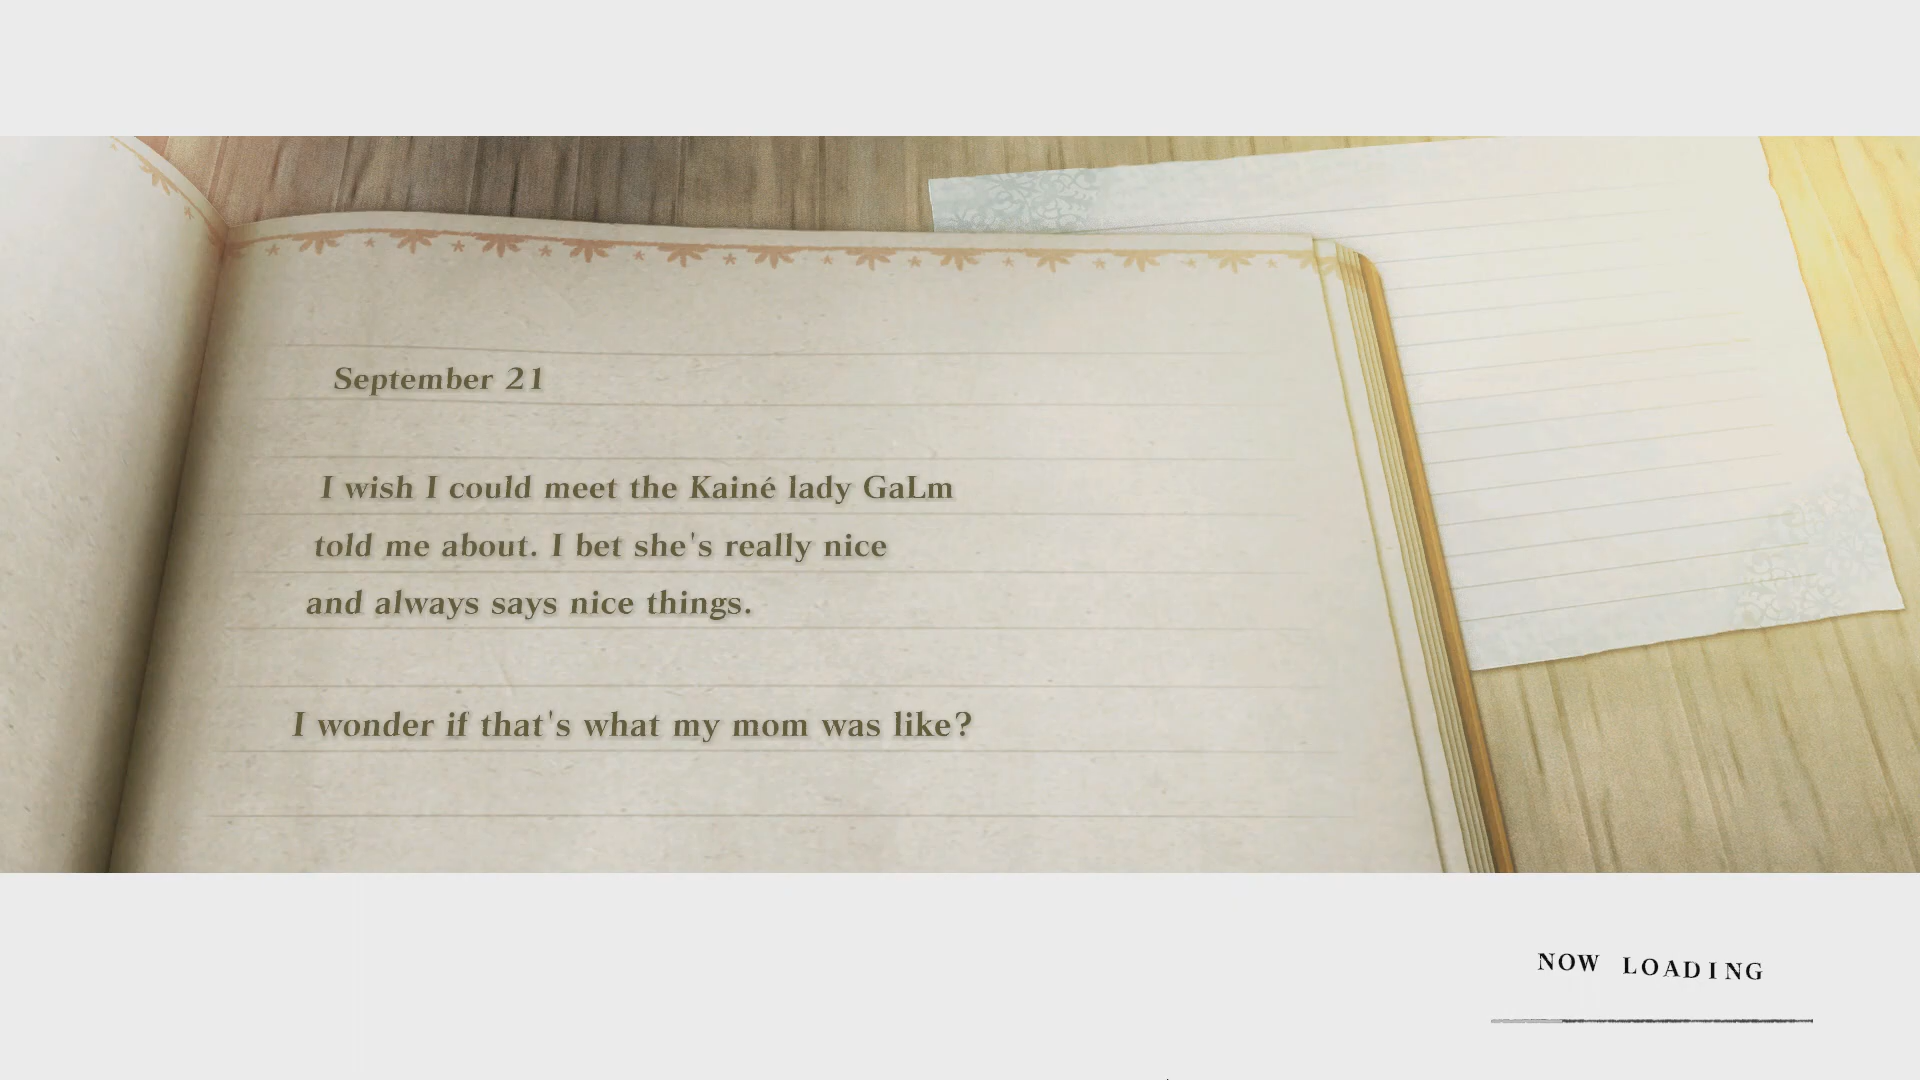 September 21
I wish I could meet the Kainé lady GaLm
told me about. I bet she's really nice
and always says nice things.
I wonder if that's what my mom was like?
NOW LOADING